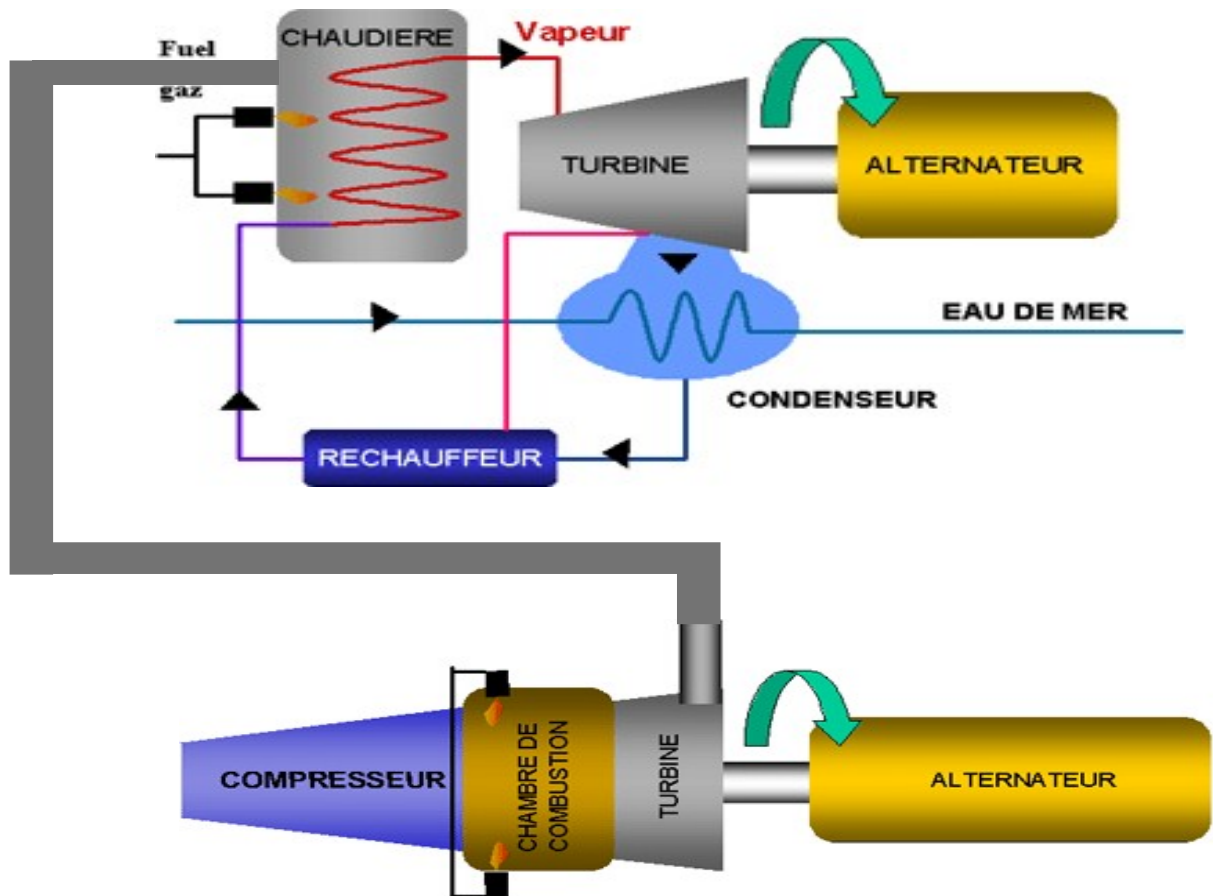 CHAUDIERE
Vapeur
Fuel
gaz
TURBINE
ALTERNATEUR
EAU DE MER
CONDENSEUR
RECHAUFFEUR
COMPRESSEUR
CHAMBRE DE
COMBUSTION
TURBINE
ALTERNATEUR